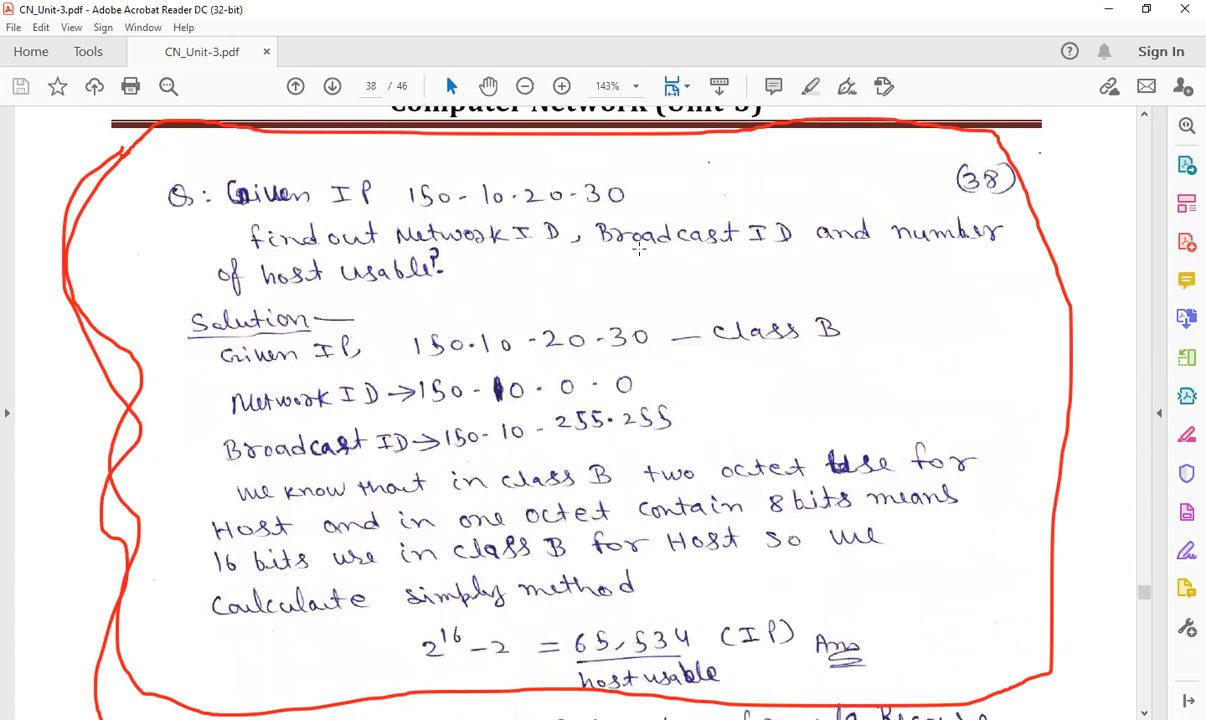 CN_Unit-3.pdf - Adobe Acrobat Reader DC (32-bit)
File Edit View Sign Window Help
Home Tools CN_Unit-3.pdf × Sign In
38 / 46 143%
Computer Network (Unit-3)
(38)
Q: Given IP 150.10.20.30
find out Network ID, Broadcast ID and number
of host usable?
Solution —
Given IP, 150.10.20.30 — class B
Network ID → 150.10.0.0
Broadcast ID → 150.10.255.255
we know that in class B two octet use for
Host and in one octet contain 8 bits means
16 bits use in class B for Host so we
Calculate simply method
2^16 - 2 = 65,534 (IP) Ans
host usable